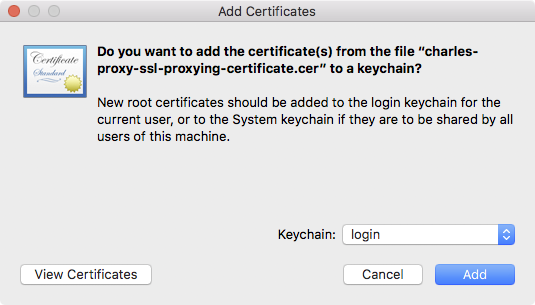 Add Certificates
Certificate
Standard
Do you want to add the certificate(s) from the file “charles-
proxy-ssl-proxying-certificate.cer” to a keychain?
New root certificates should be added to the login keychain for the
current user, or to the System keychain if they are to be shared by all
users of this machine.
Keychain: login
View Certificates Cancel Add